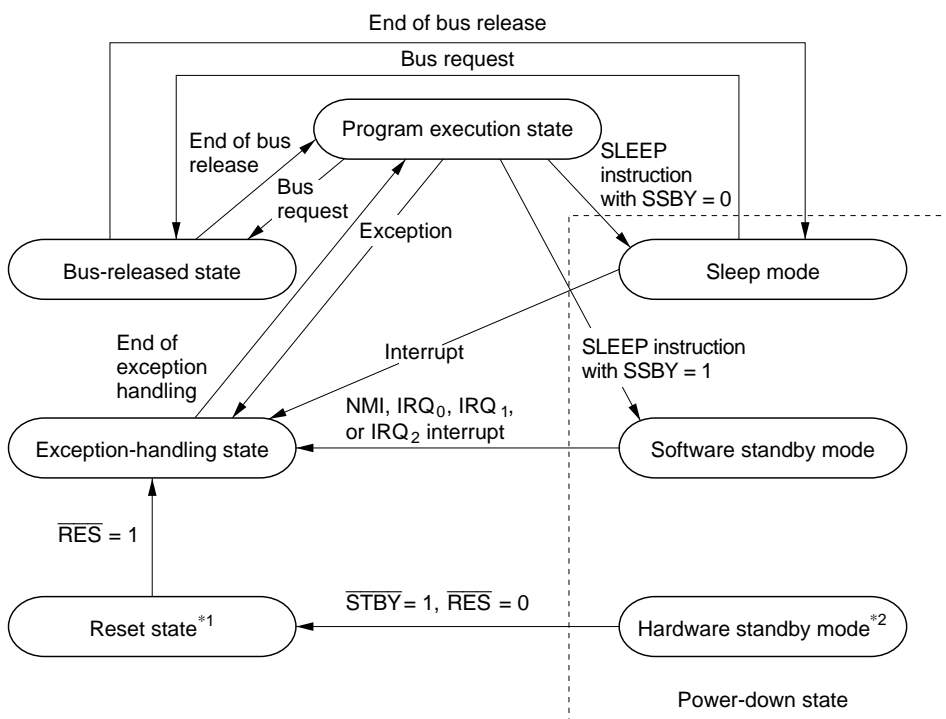 End of bus release
Bus request
Program execution state
End of bus
release
Bus
request
Exception
SLEEP
instruction
with SSBY = 0
Bus-released state
Sleep mode
End of
exception
handling
Interrupt
SLEEP instruction
with SSBY = 1
NMI, IRQ₀, IRQ₁,
or IRQ₂ interrupt
Exception-handling state
Software standby mode
R̅E̅S̅ = 1
S̅T̅B̅Y̅ = 1, R̅E̅S̅ = 0
Reset state*1
Hardware standby mode*2
Power-down state